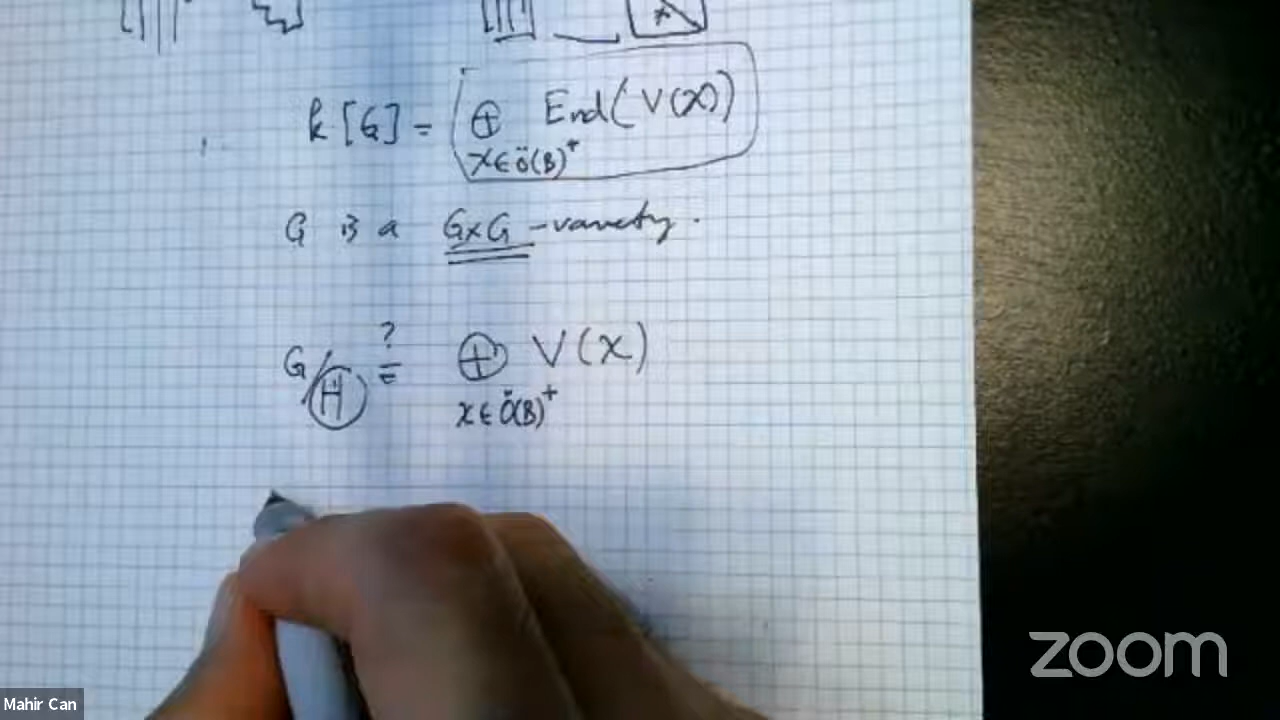 k[G] = ⊕ End(V(χ))
χ∈Ö(B)⁺
G is a G×G-variety.
G/H ≟ ⊕ V(χ)
χ∈Ö(B)⁺
zoom
Mahir Can